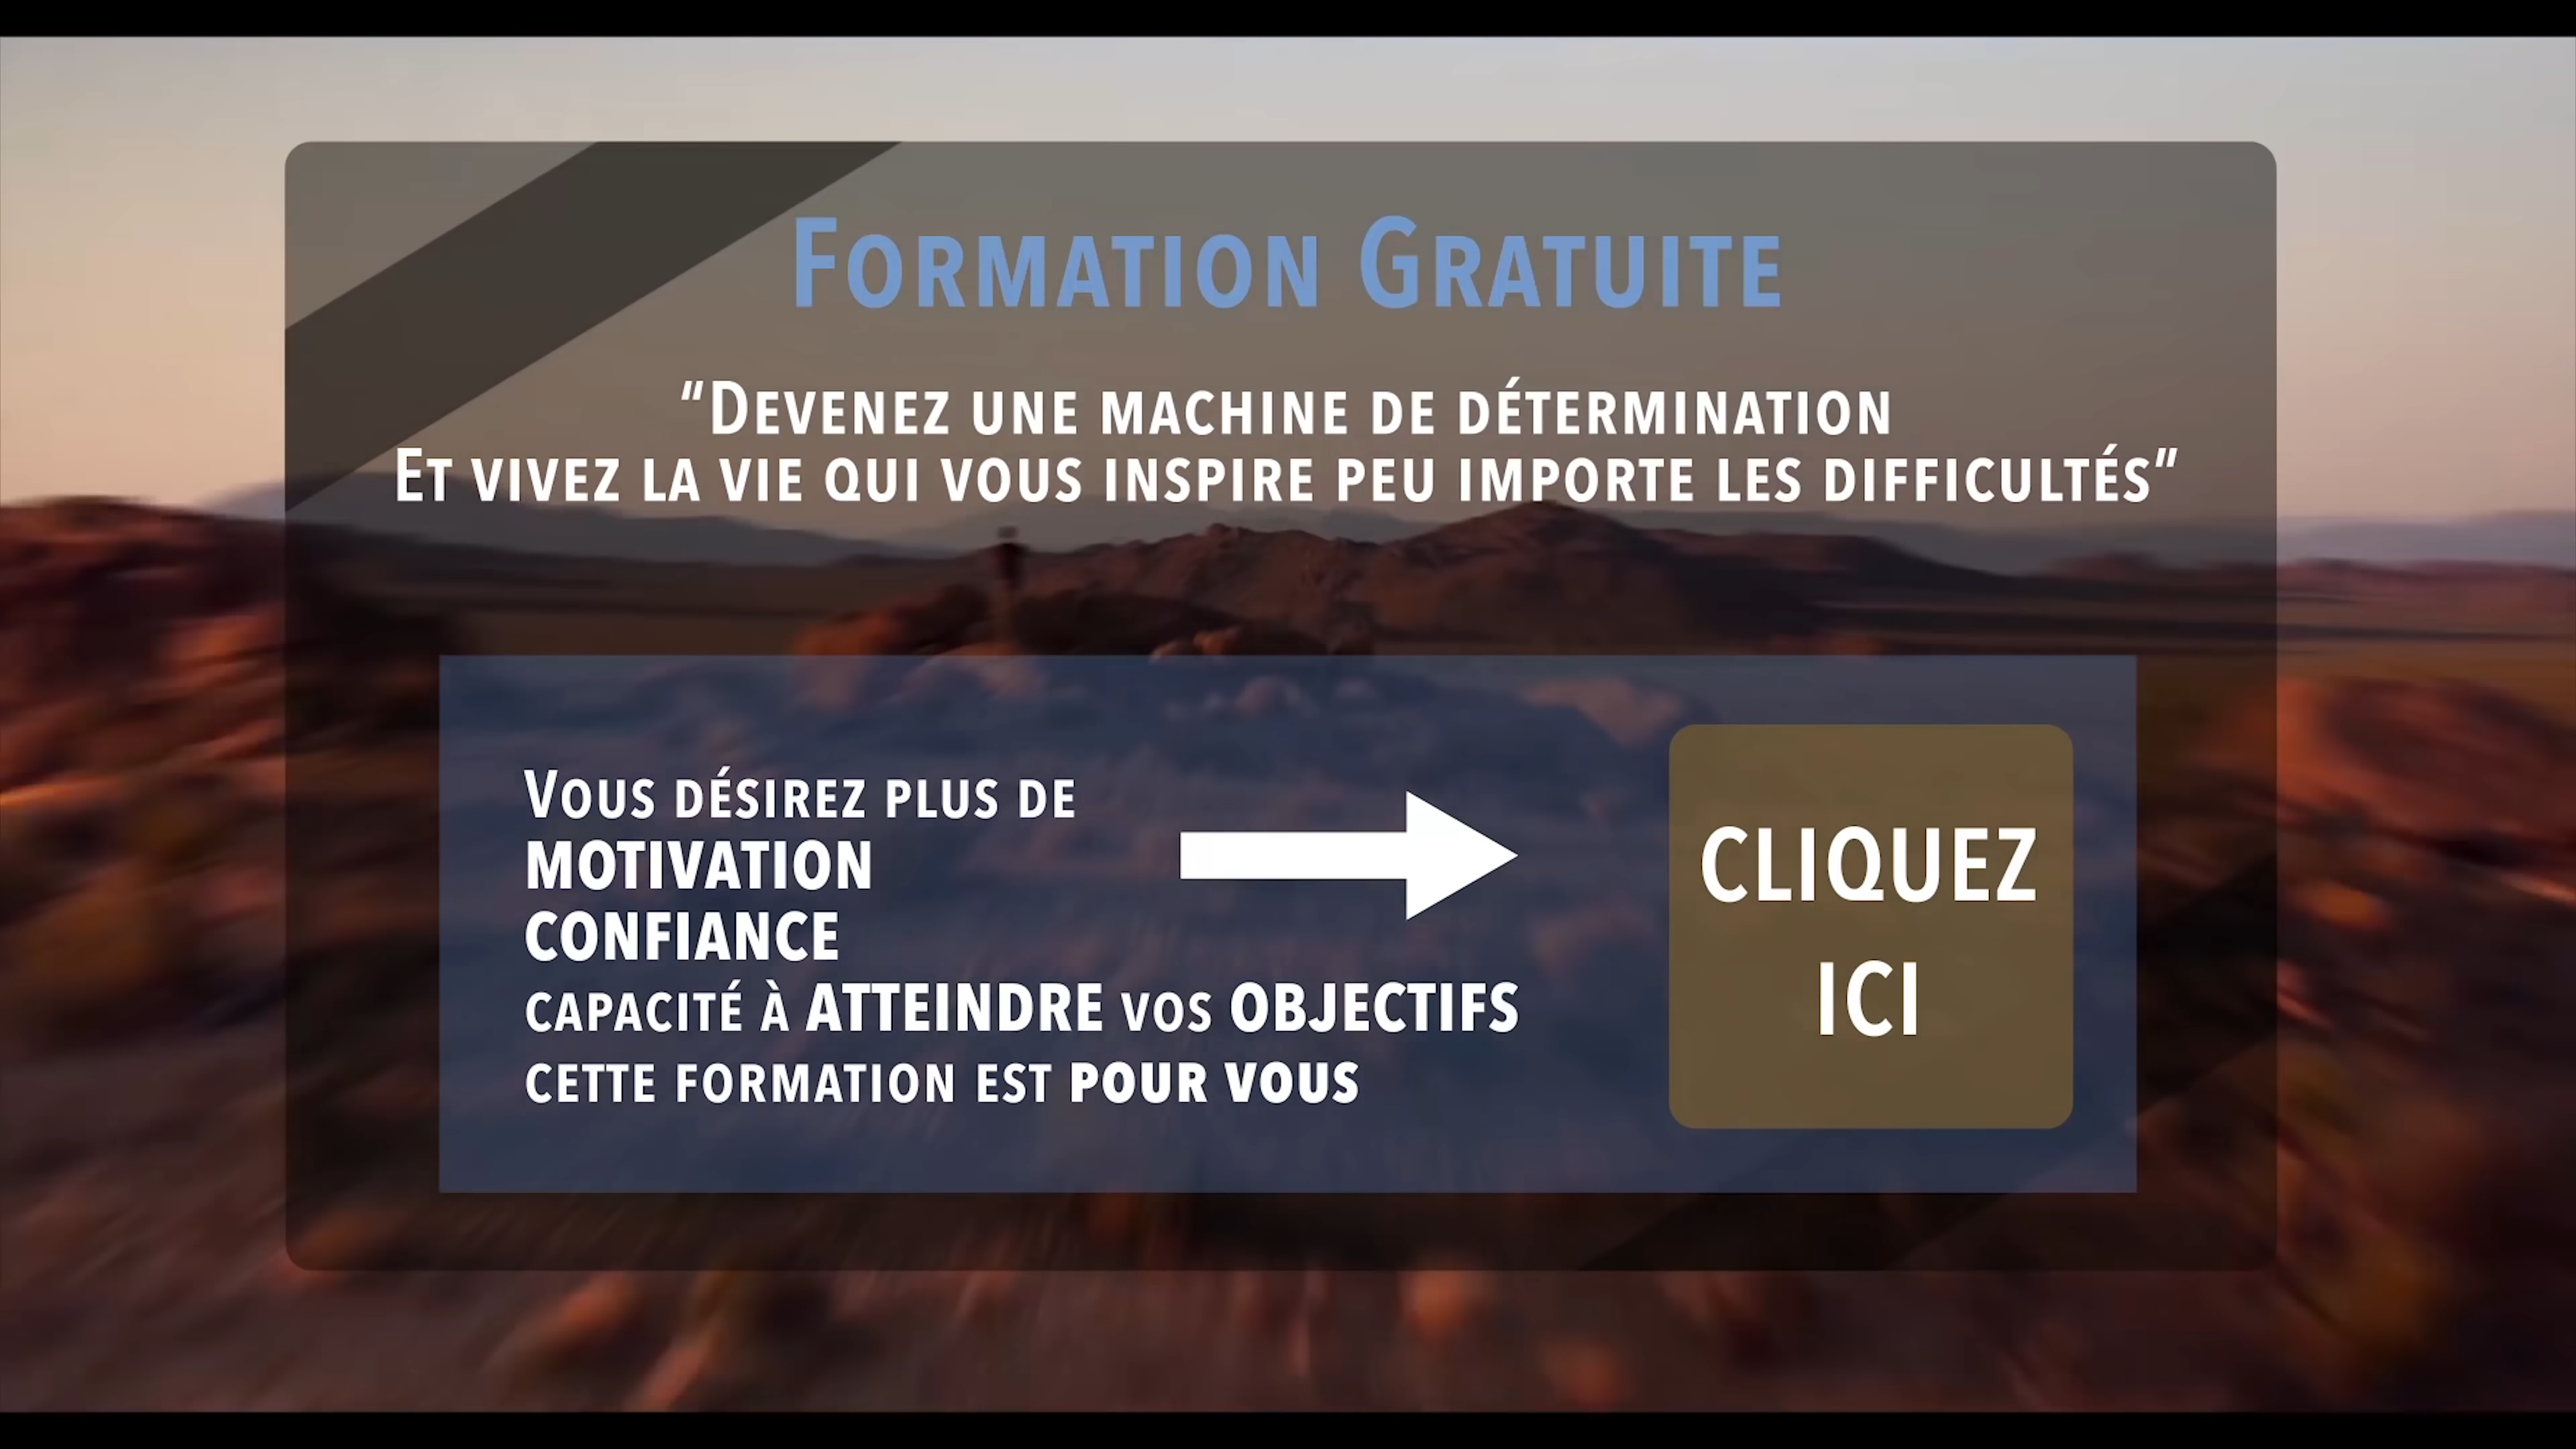 Formation Gratuite
“Devenez une machine de détermination
Et vivez la vie qui vous inspire peu importe les difficultés”
Vous désirez plus de
MOTIVATION
CONFIANCE
capacité à ATTEINDRE vos OBJECTIFS
cette formation est POUR VOUS
CLIQUEZ
ICI